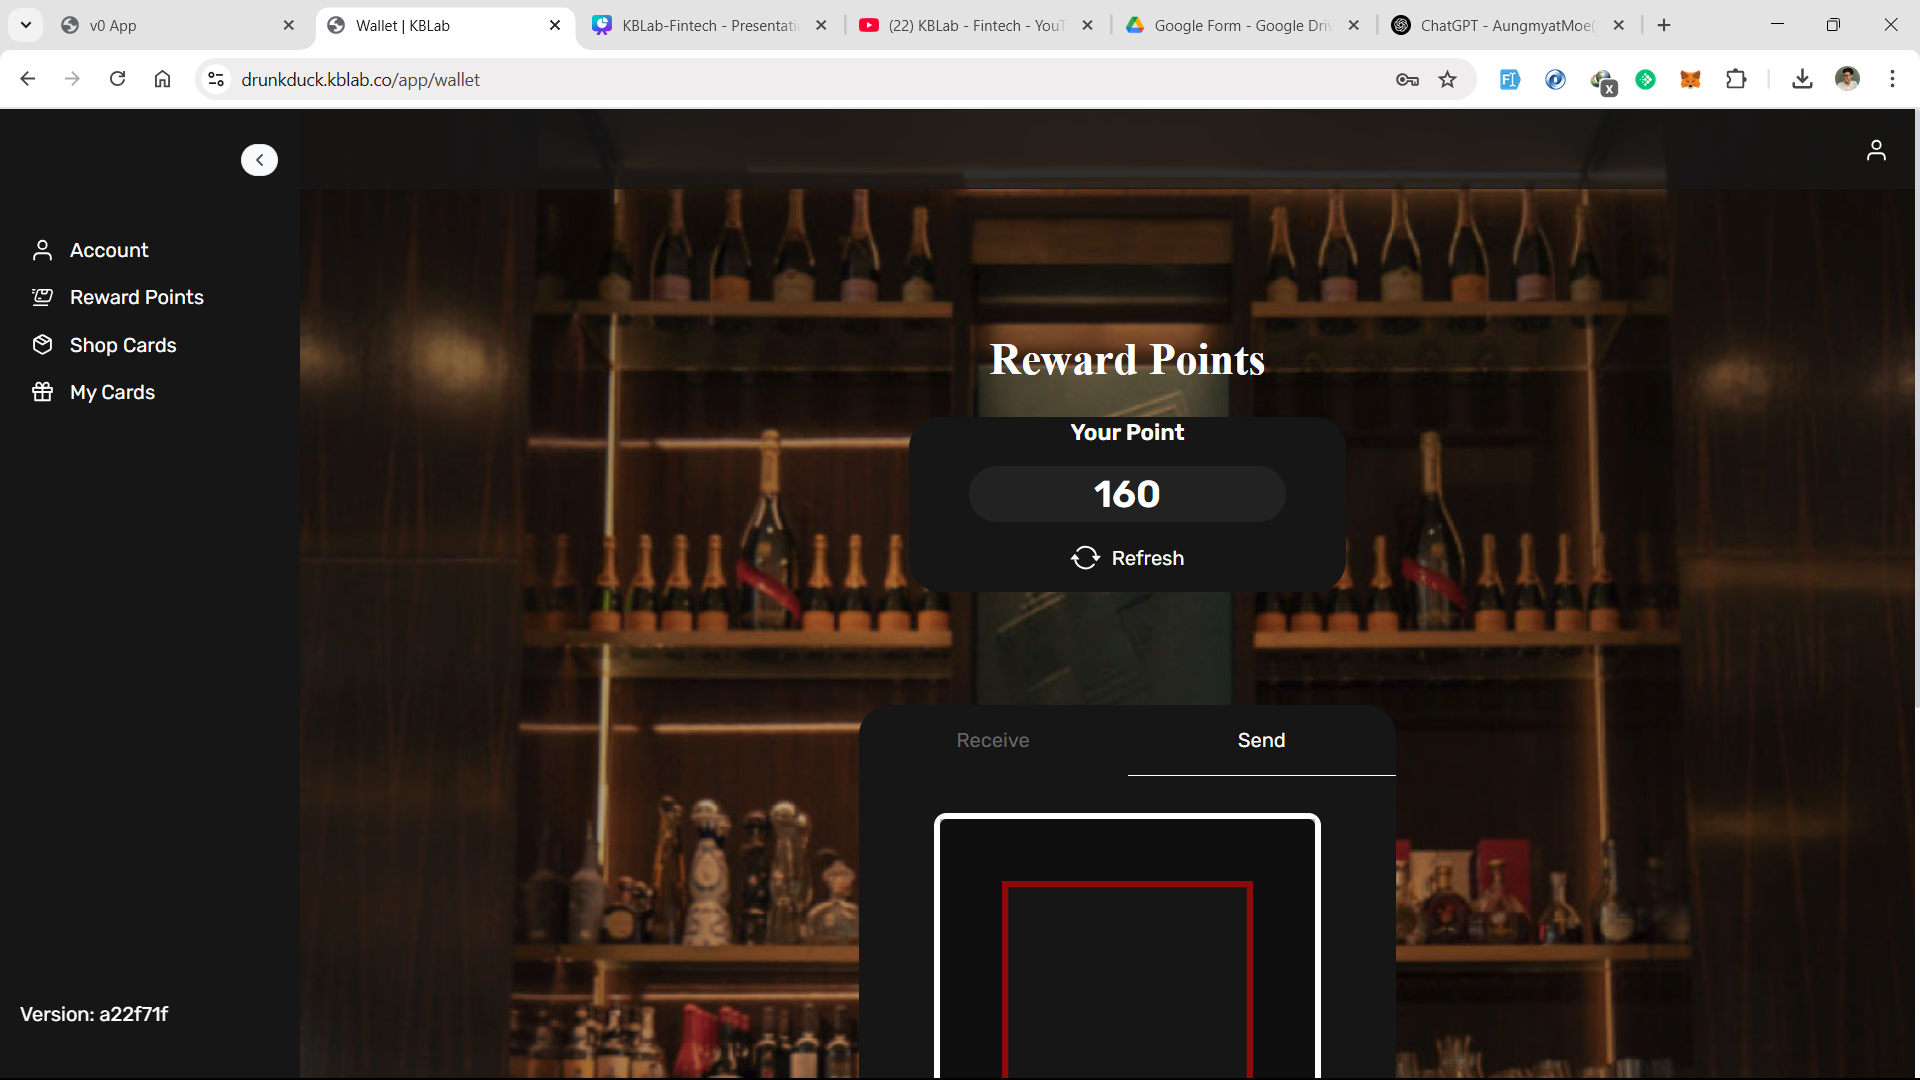 v0 App
Wallet | KBLab
KBLab-Fintech - Presentati
(22) KBLab - Fintech - YouT
Google Form - Google Driv
ChatGPT - AungmyatMoe(
drunkduck.kblab.co/app/wallet
Account
Reward Points
Shop Cards
My Cards
Version: a22f71f
Reward Points
Your Point
160
Refresh
Receive
Send